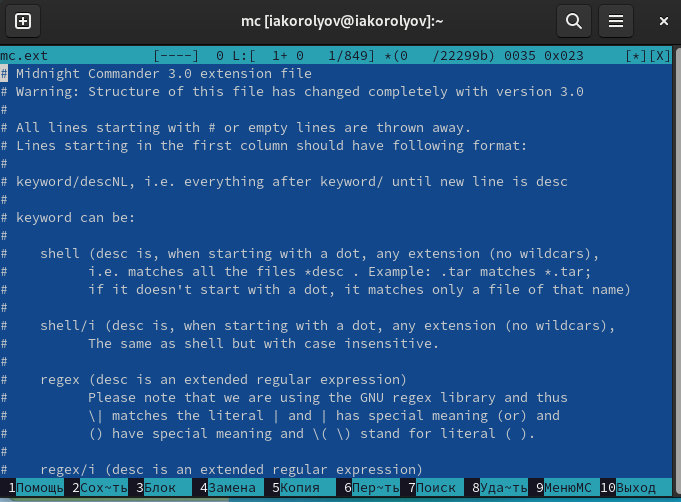 mc [iakorolyov@iakorolyov]:~
mc.ext [----] 0 L:[ 1+ 0 1/849] *(0 /22299b) 0035 0x023 [*][X]
# Midnight Commander 3.0 extension file
# Warning: Structure of this file has changed completely with version 3.0
#
# All lines starting with # or empty lines are thrown away.
# Lines starting in the first column should have following format:
#
# keyword/descNL, i.e. everything after keyword/ until new line is desc
#
# keyword can be:
#
#    shell (desc is, when starting with a dot, any extension (no wildcars),
#          i.e. matches all the files *desc . Example: .tar matches *.tar;
#          if it doesn't start with a dot, it matches only a file of that name)
#
#    shell/i (desc is, when starting with a dot, any extension (no wildcars),
#          The same as shell but with case insensitive.
#
#    regex (desc is an extended regular expression)
#          Please note that we are using the GNU regex library and thus
#          \| matches the literal | and | has special meaning (or) and
#          () have special meaning and \( \) stand for literal ( ).
#
#    regex/i (desc is an extended regular expression)
1Помощь 2Сох~ть 3Блок 4Замена 5Копия 6Пер~ть 7Поиск 8Уда~ть 9МенюMC 10Выход